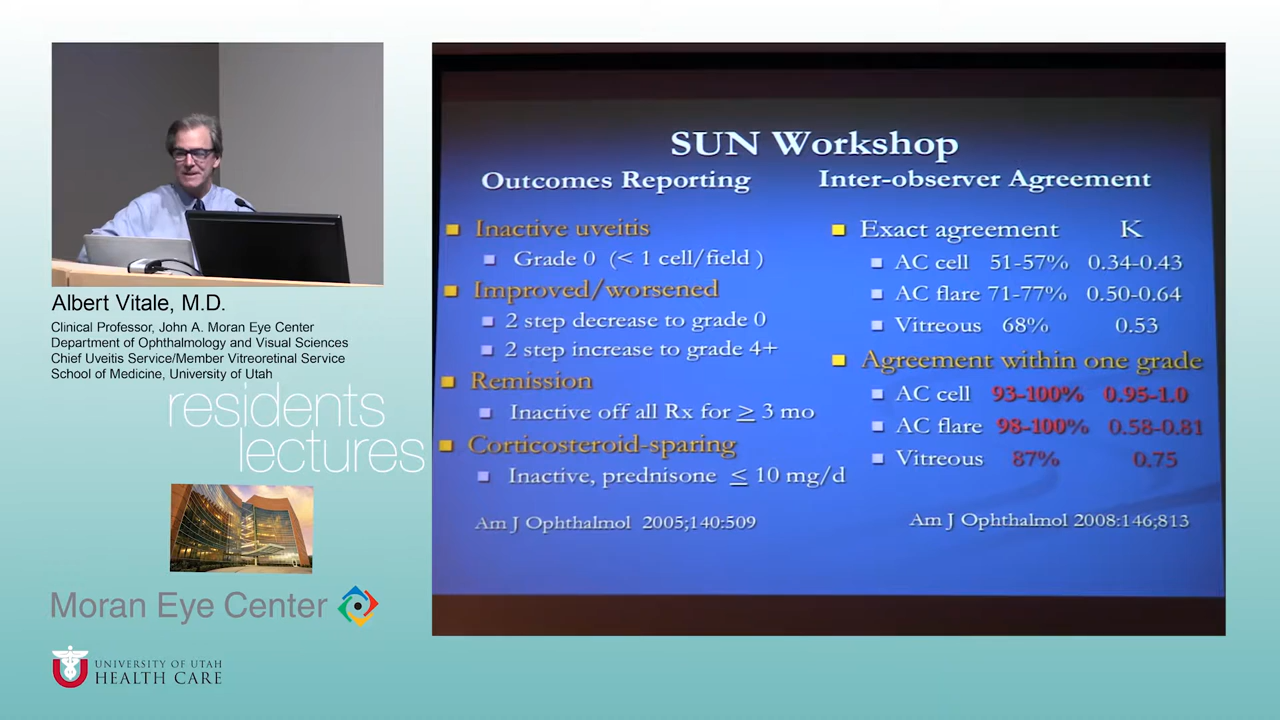 Albert Vitale, M.D.
Clinical Professor, John A. Moran Eye Center
Department of Ophthalmology and Visual Sciences
Chief Uveitis Service/Member Vitreoretinal Service
School of Medicine, University of Utah
residents
lectures
Moran Eye Center
UNIVERSITY OF UTAH
HEALTH CARE
SUN Workshop
Outcomes Reporting
Inactive uveitis
Grade 0 (< 1 cell/field )
Improved/worsened
2 step decrease to grade 0
2 step increase to grade 4+
Remission
Inactive off all Rx for ≥ 3 mo
Corticosteroid-sparing
Inactive, prednisone ≤ 10 mg/d
Am J Ophthalmol 2005;140:509
Inter-observer Agreement
Exact agreement K
AC cell 51-57% 0.34-0.43
AC flare 71-77% 0.50-0.64
Vitreous 68% 0.53
Agreement within one grade
AC cell 93-100% 0.95-1.0
AC flare 98-100% 0.58-0.81
Vitreous 87% 0.75
Am J Ophthalmol 2008:146;813